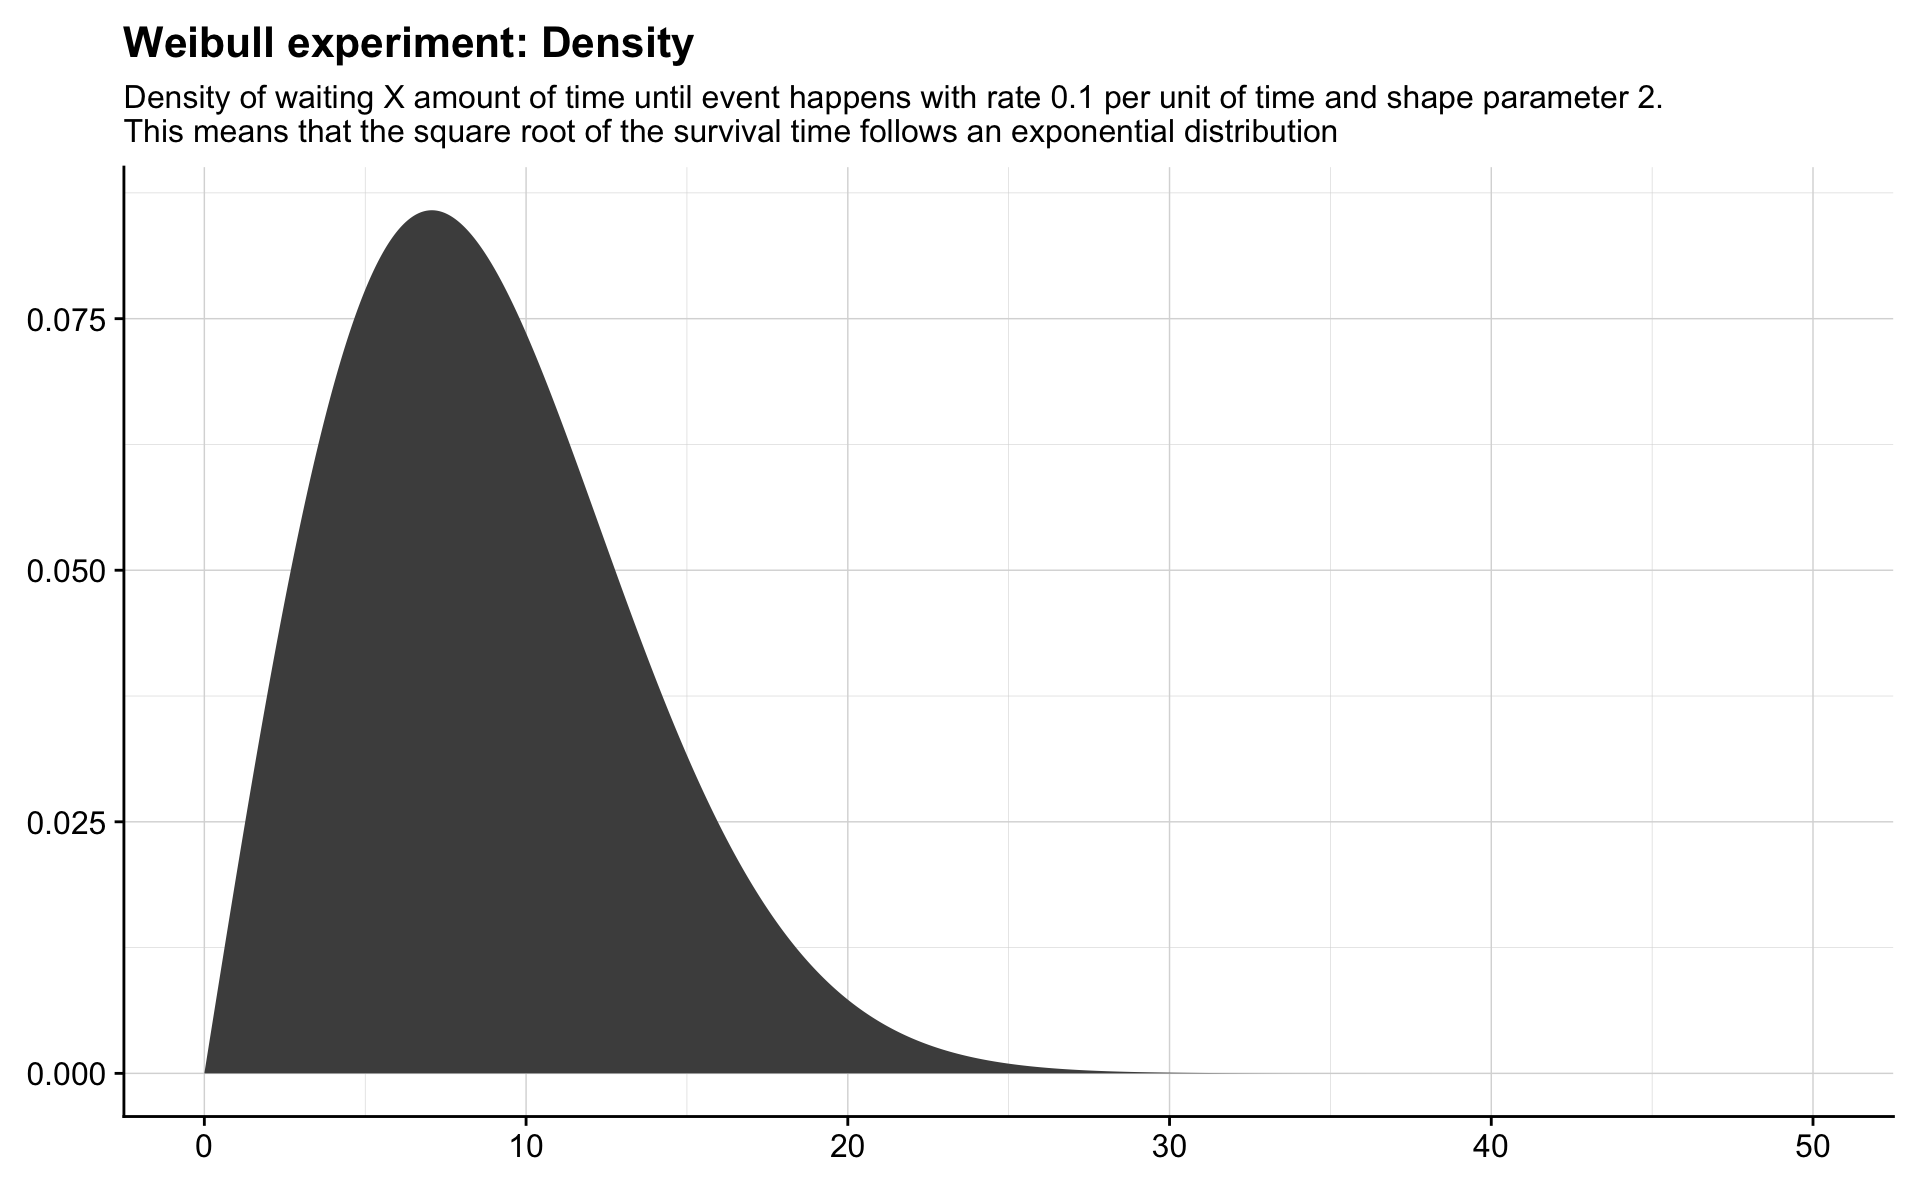 Weibull experiment: Density
Density of waiting X amount of time until event happens with rate 0.1 per unit of time and shape parameter 2.
This means that the square root of the survival time follows an exponential distribution
0.075
0.050
0.025
0.000
0 10 20 30 40 50